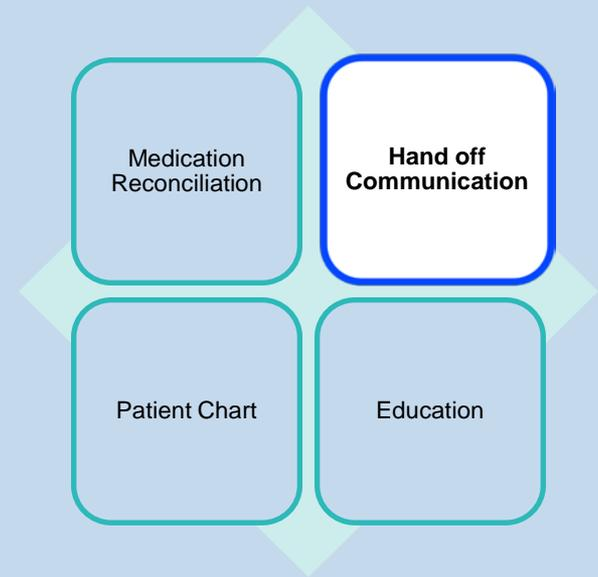 Medication
Reconciliation
Hand off
Communication
Patient Chart
Education